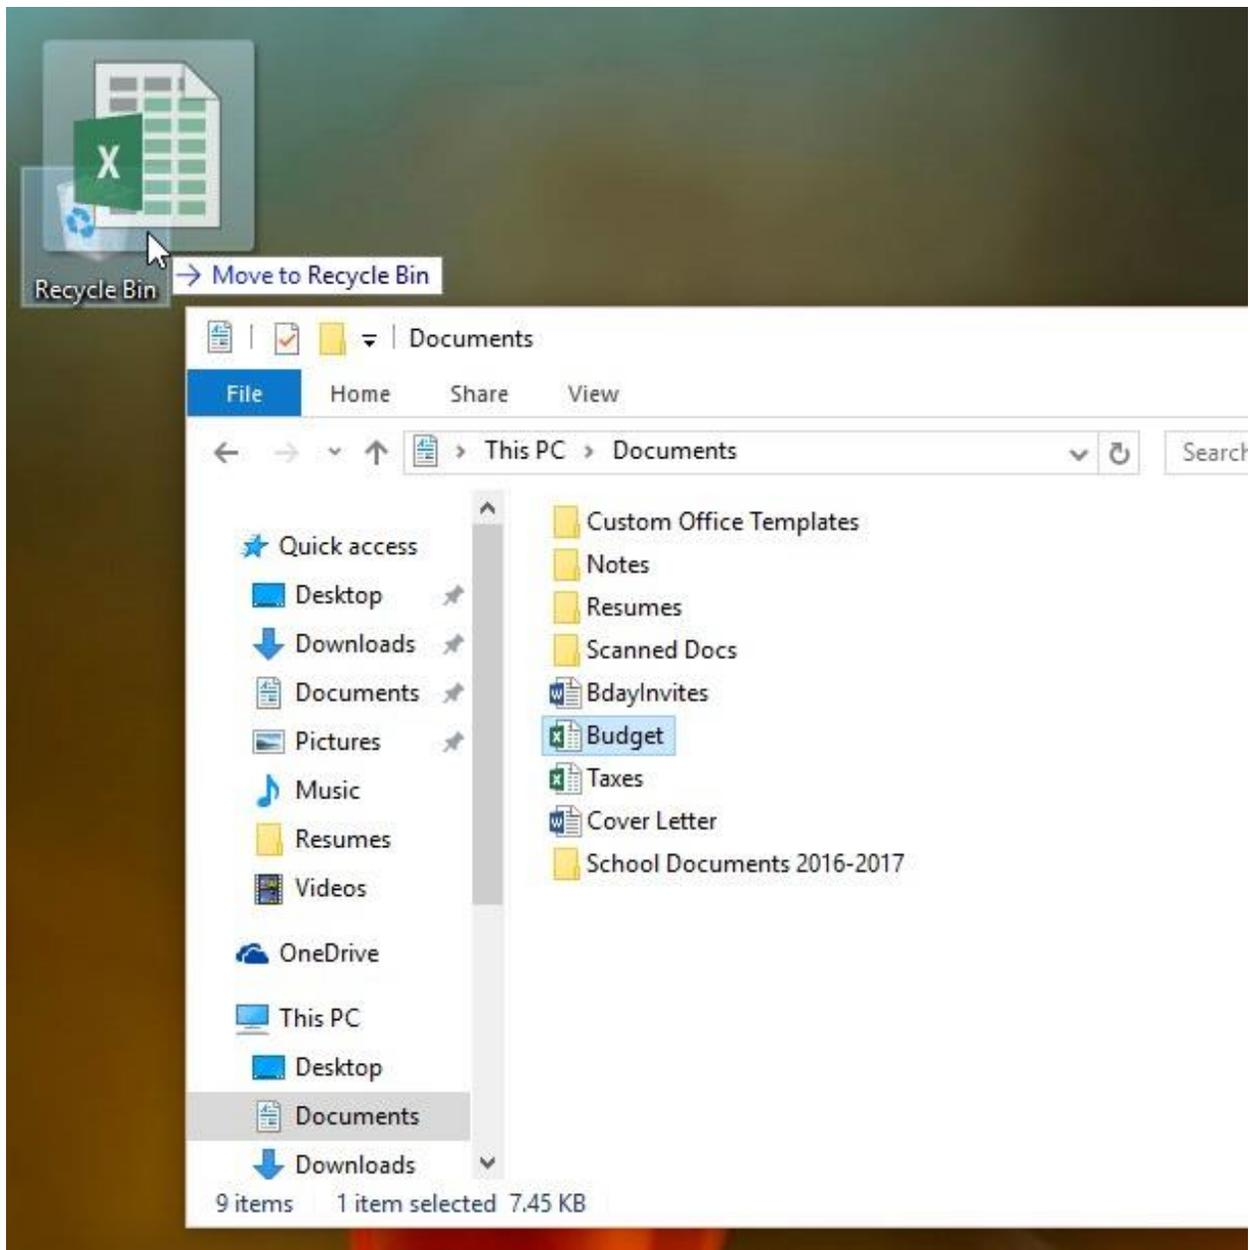 Recycle Bin
Move to Recycle Bin
Documents
File Home Share View
This PC Documents
Search
Quick access
Desktop
Downloads
Documents
Pictures
Music
Resumes
Videos
OneDrive
This PC
Desktop
Documents
Downloads
Custom Office Templates
Notes
Resumes
Scanned Docs
BdayInvites
Budget
Taxes
Cover Letter
School Documents 2016-2017
9 items 1 item selected 7.45 KB